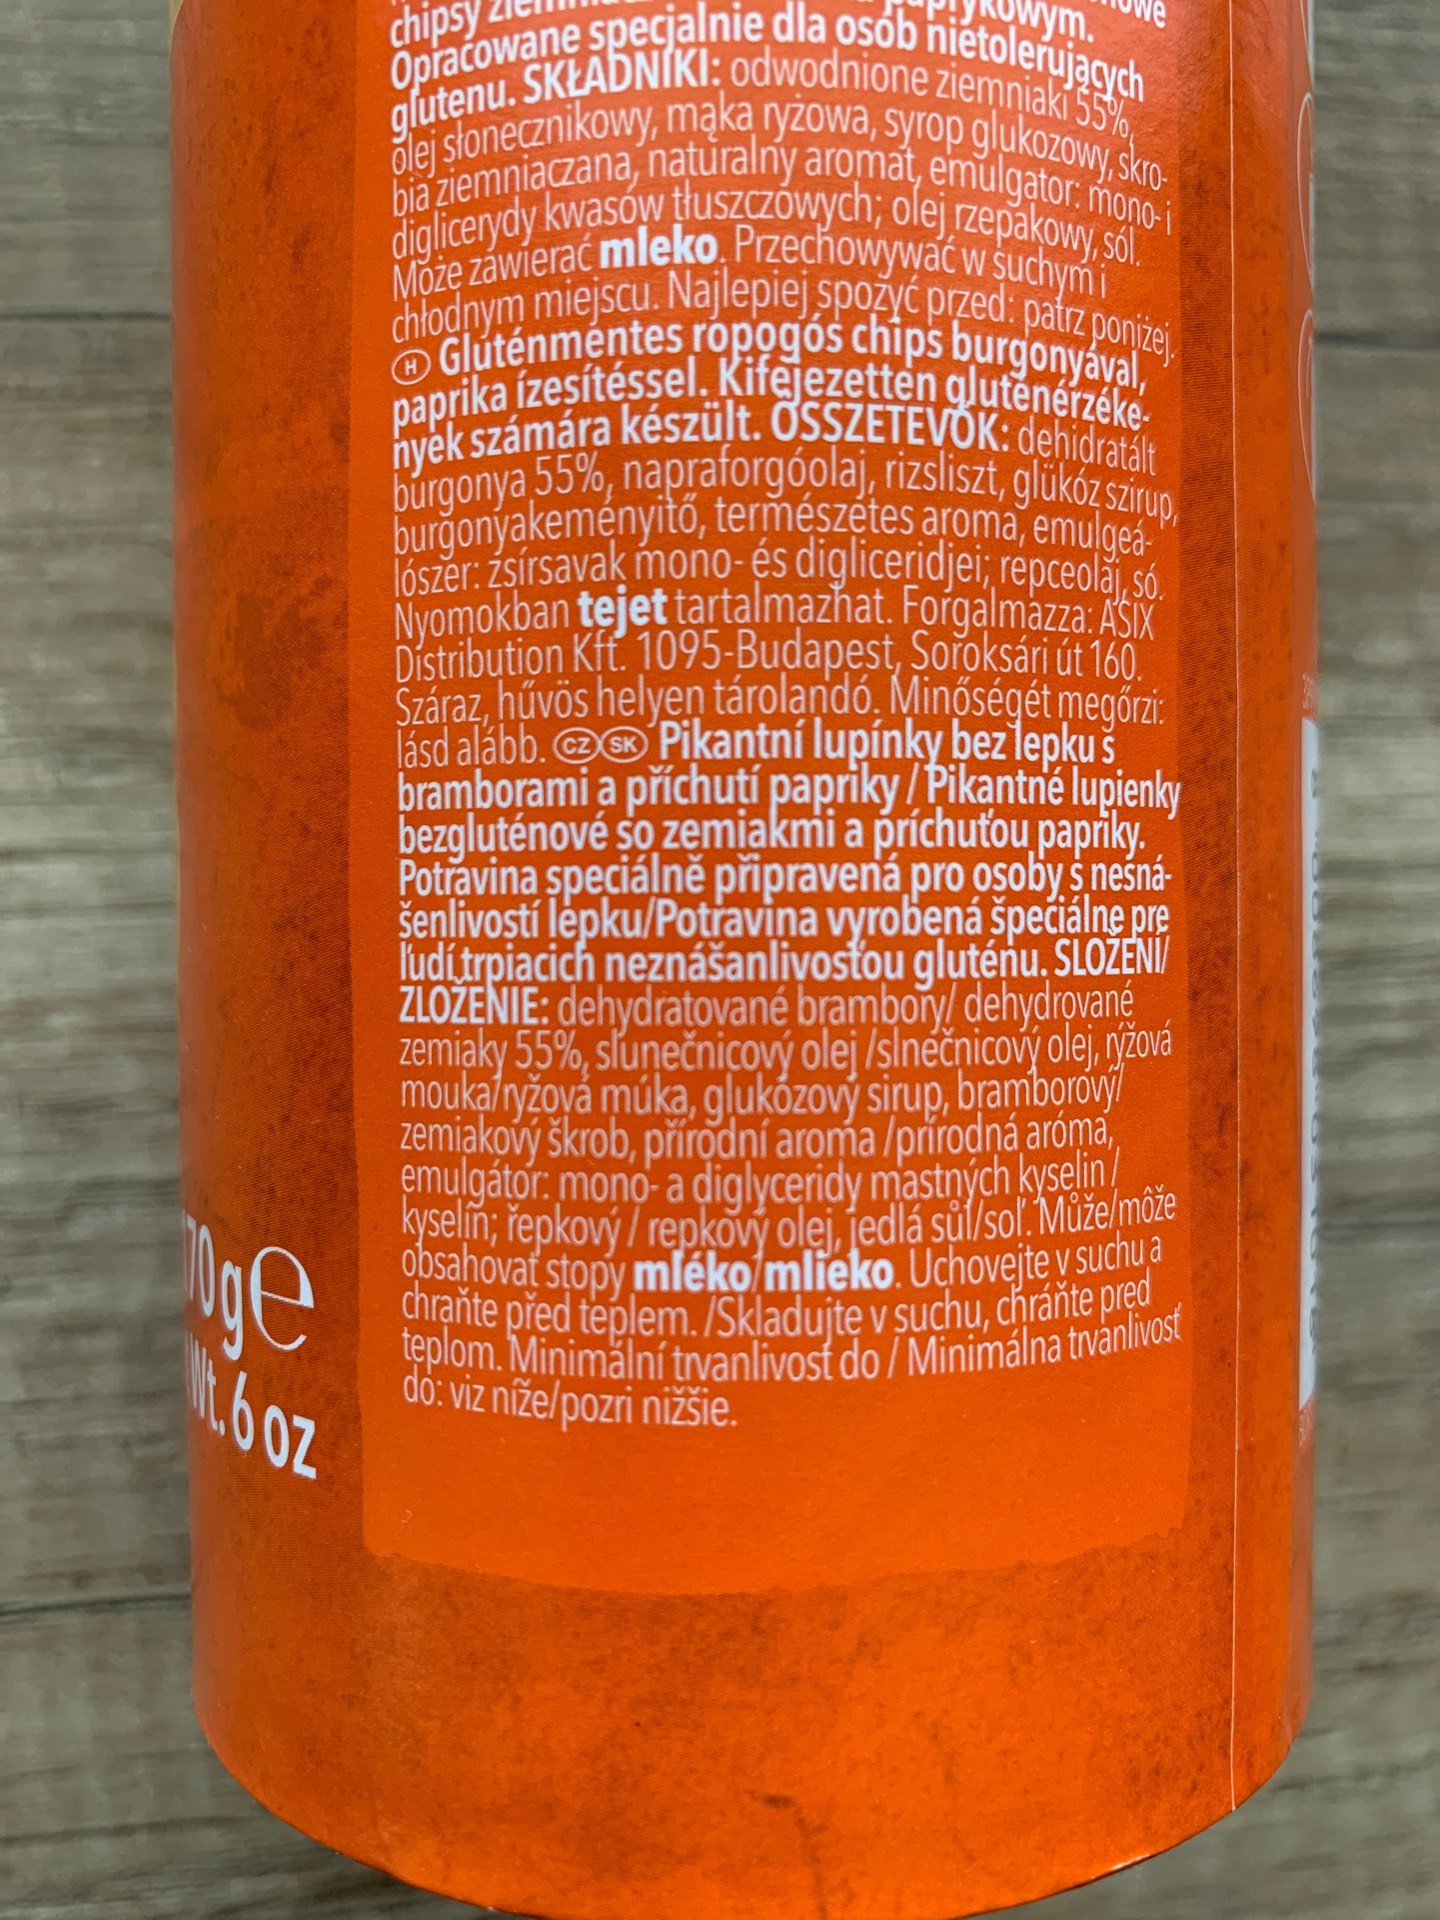 chipsy
paprykowym.
Opracowane specjalnie dla osób nietolerujących
glutenu. SKŁADNIKI: odwodnione ziemniaki 55%,
olej słonecznikowy, mąka ryżowa, syrop glukozowy, skro-
bia ziemniaczana, naturalny aromat, emulgator: mono- i
diglicerydy kwasów tłuszczowych; olej rzepakowy, sól.
Może zawierać mleko. Przechowywać w suchym i
chłodnym miejscu. Najlepiej spożyć przed: patrz poniżej.
H Gluténmentes ropogós chips burgonyával,
paprika ízesítéssel. Kifejezetten gluténérzéke-
nyek számára készült. ÖSSZETEVŐK: dehidratált
burgonya 55%, napraforgóolaj, rizsliszt, glükóz szirup,
burgonyakeményitő, természetes aroma, emulgeá-
lószer: zsírsavak mono- és digliceridjei; repceolaj, só.
Nyomokban tejet tartalmazhat. Forgalmazza: ASIX
Distribution Kft. 1095-Budapest, Soroksári út 160.
Száraz, hűvös helyen tárolandó. Minőségét megőrzi:
lásd alább. CZ SK Pikantní lupínky bez lepku s
bramborami a příchutí papriky / Pikantné lupienky
bezgluténové so zemiakmi a príchuťou papriky.
Potravina speciálně připravená pro osoby s nesná-
šenlivostí lepku/Potravina vyrobená špeciálne pre
ľudí trpiacich neznášanlivosťou gluténu. SLOŽENÍ/
ZLOŽENIE: dehydratované brambory/ dehydrované
zemiaky 55%, slunečnicový olej /slnečnicový olej, rýžová
mouka/ryžová múka, glukózový sirup, bramborový/
zemiakový škrob, přírodní aroma /prírodná aróma,
emulgátor: mono- a diglyceridy mastných kyselin /
kyselín; řepkový / repkový olej, jedlá sůl/soľ. Může/môže
obsahovat stopy mléko/mlieko. Uchovejte v suchu a
chraňte před teplem. /Skladujte v suchu, chráňte pred
teplom. Minimální trvanlivost do / Minimálna trvanlivosť
do: viz níže/pozri nižšie.
70g e
Wt. 6 oz